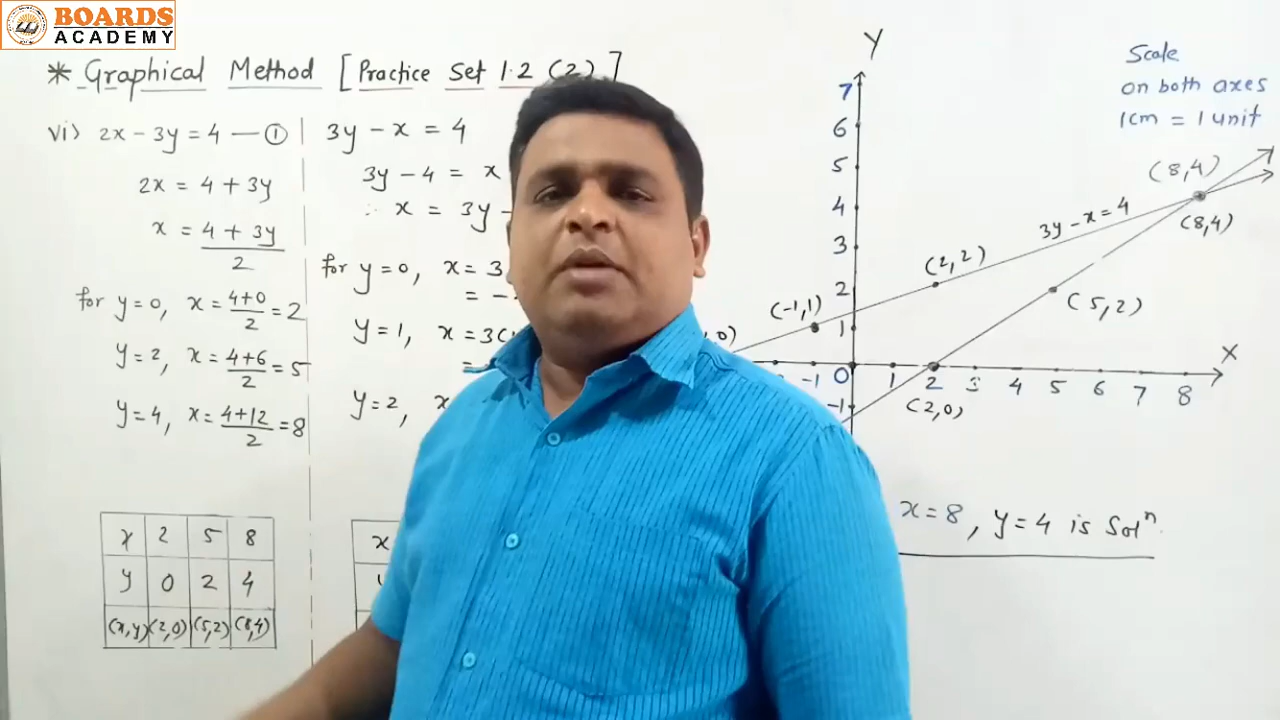 BOARDS
ACADEMY
* Graphical Method [Practice Set 1.2 (2)]
vi) 2x - 3y = 4 — ①
2x = 4 + 3y
x = 4 + 3y / 2
for y=0, x = 4+0 / 2 = 2
y=2, x = 4+6 / 2 = 5
y=4, x = 4+12 / 2 = 8
x 2 5 8
y 0 2 4
(x,y) (2,0) (5,2) (8,4)
3y - x = 4
3y - 4 = x
∴ x = 3y -
for y=0, x = 3
= -
y=1, x = 3(
=
y=2, x
x
Y
7
6
5
4
3
2
1
-1 0 1 2 3 4 5 6 7 8
X
-1
Scale
on both axes
1cm = 1 unit
(8,4)
(8,4)
3y - x = 4
(2,2)
(-1,1)
(5,2)
,0)
(2,0)
x=8, y=4 is Solⁿ.